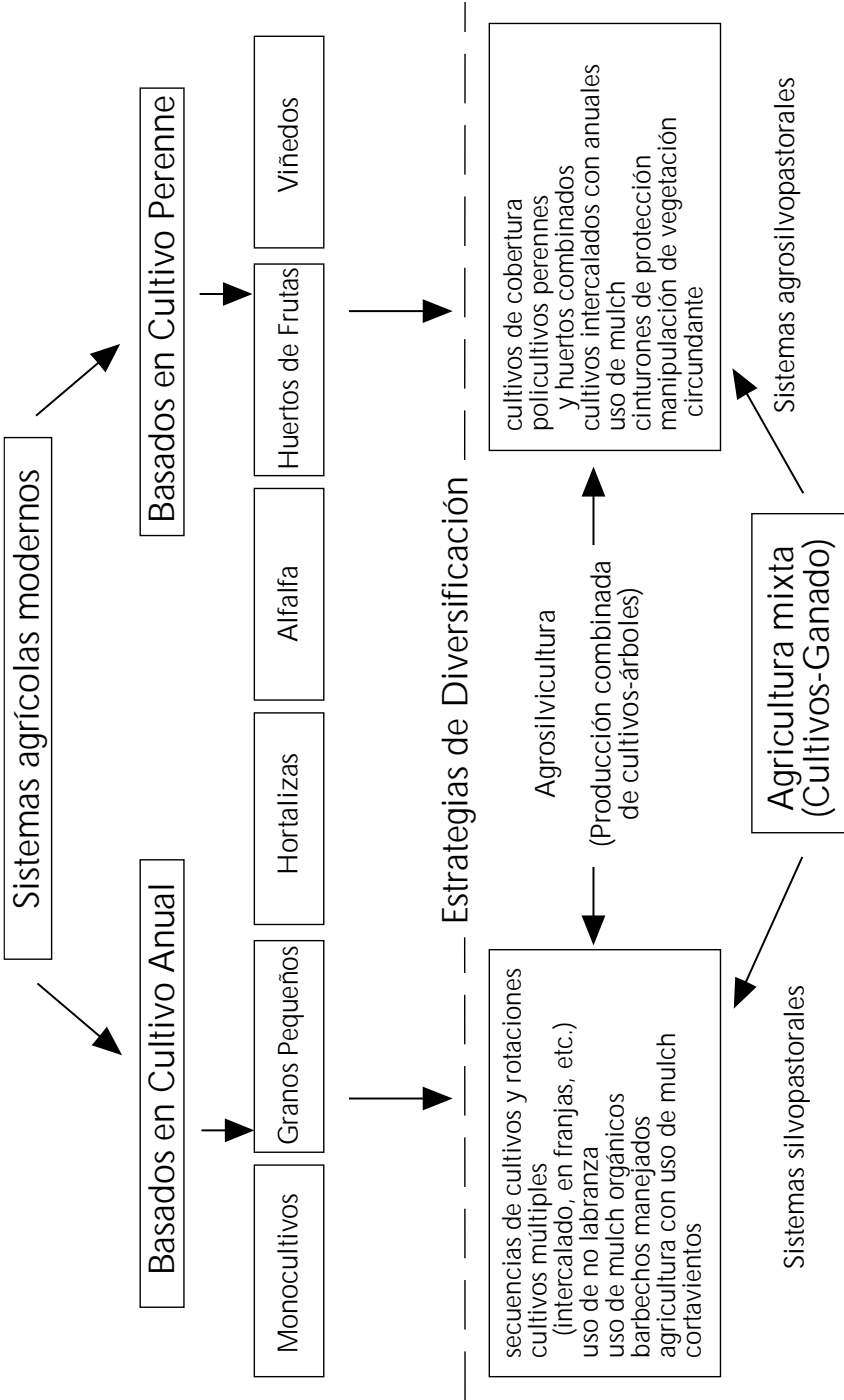 Sistemas agrícolas modernos
Basados en Cultivo Anual
Basados en Cultivo Perenne
Monocultivos
Granos Pequeños
Hortalizas
Alfalfa
Huertos de Frutas
Viñedos
Estrategias de Diversificación
secuencias de cultivos y rotaciones
cultivos múltiples
(intercalado, en franjas, etc.)
uso de no labranza
uso de mulch orgánicos
barbechos manejados
agricultura con uso de mulch
cortavientos
Agrosilvicultura
(Producción combinada
de cultivos-árboles)
cultivos de cobertura
policultivos perennes
y huertos combinados
cultivos intercalados con anuales
uso de mulch
cinturones de protección
manipulación de vegetación
circundante
Sistemas silvopastorales
Agricultura mixta
(Cultivos-Ganado)
Sistemas agrosilvopastorales